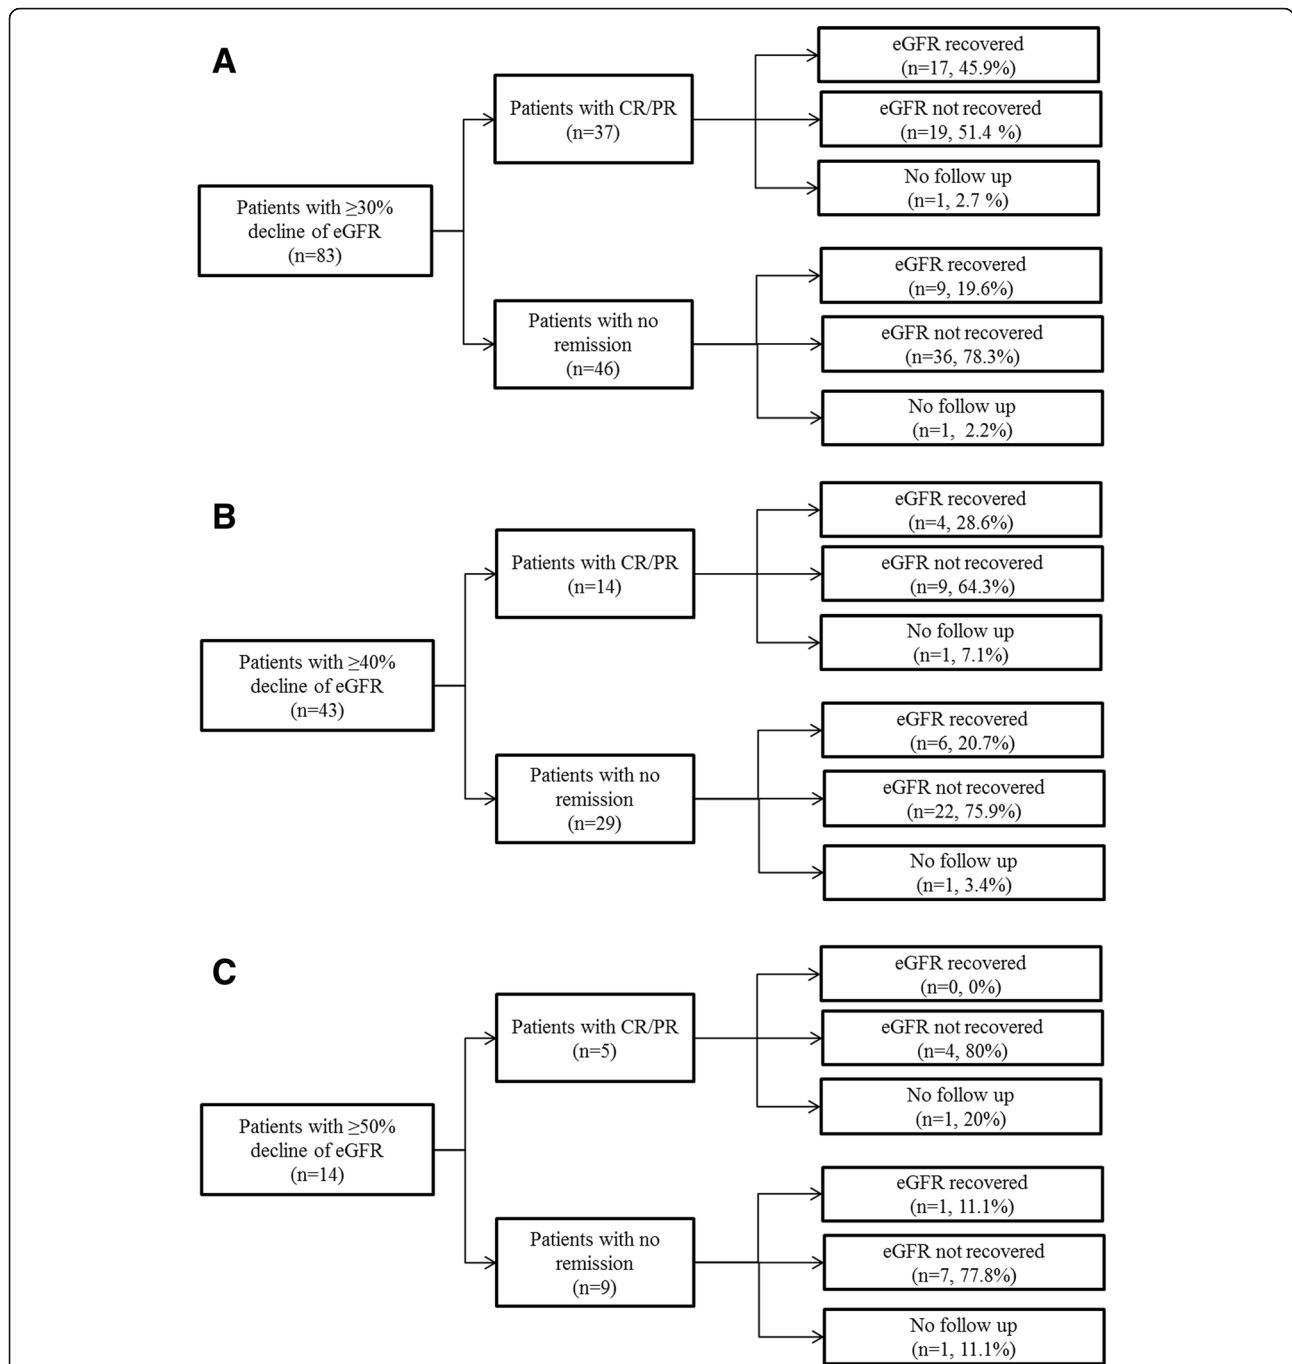 A
Patients with ≥30%
decline of eGFR
(n=83)
Patients with CR/PR
(n=37)
eGFR recovered
(n=17, 45.9%)
eGFR not recovered
(n=19, 51.4 %)
No follow up
(n=1, 2.7 %)
Patients with no
remission
(n=46)
eGFR recovered
(n=9, 19.6%)
eGFR not recovered
(n=36, 78.3%)
No follow up
(n=1,  2.2%)
B
Patients with ≥40%
decline of eGFR
(n=43)
Patients with CR/PR
(n=14)
eGFR recovered
(n=4, 28.6%)
eGFR not recovered
(n=9, 64.3%)
No follow up
(n=1, 7.1%)
Patients with no
remission
(n=29)
eGFR recovered
(n=6, 20.7%)
eGFR not recovered
(n=22, 75.9%)
No follow up
(n=1, 3.4%)
C
Patients with ≥50%
decline of eGFR
(n=14)
Patients with CR/PR
(n=5)
eGFR recovered
(n=0, 0%)
eGFR not recovered
(n=4, 80%)
No follow up
(n=1, 20%)
Patients with no
remission
(n=9)
eGFR recovered
(n=1, 11.1%)
eGFR not recovered
(n=7, 77.8%)
No follow up
(n=1, 11.1%)